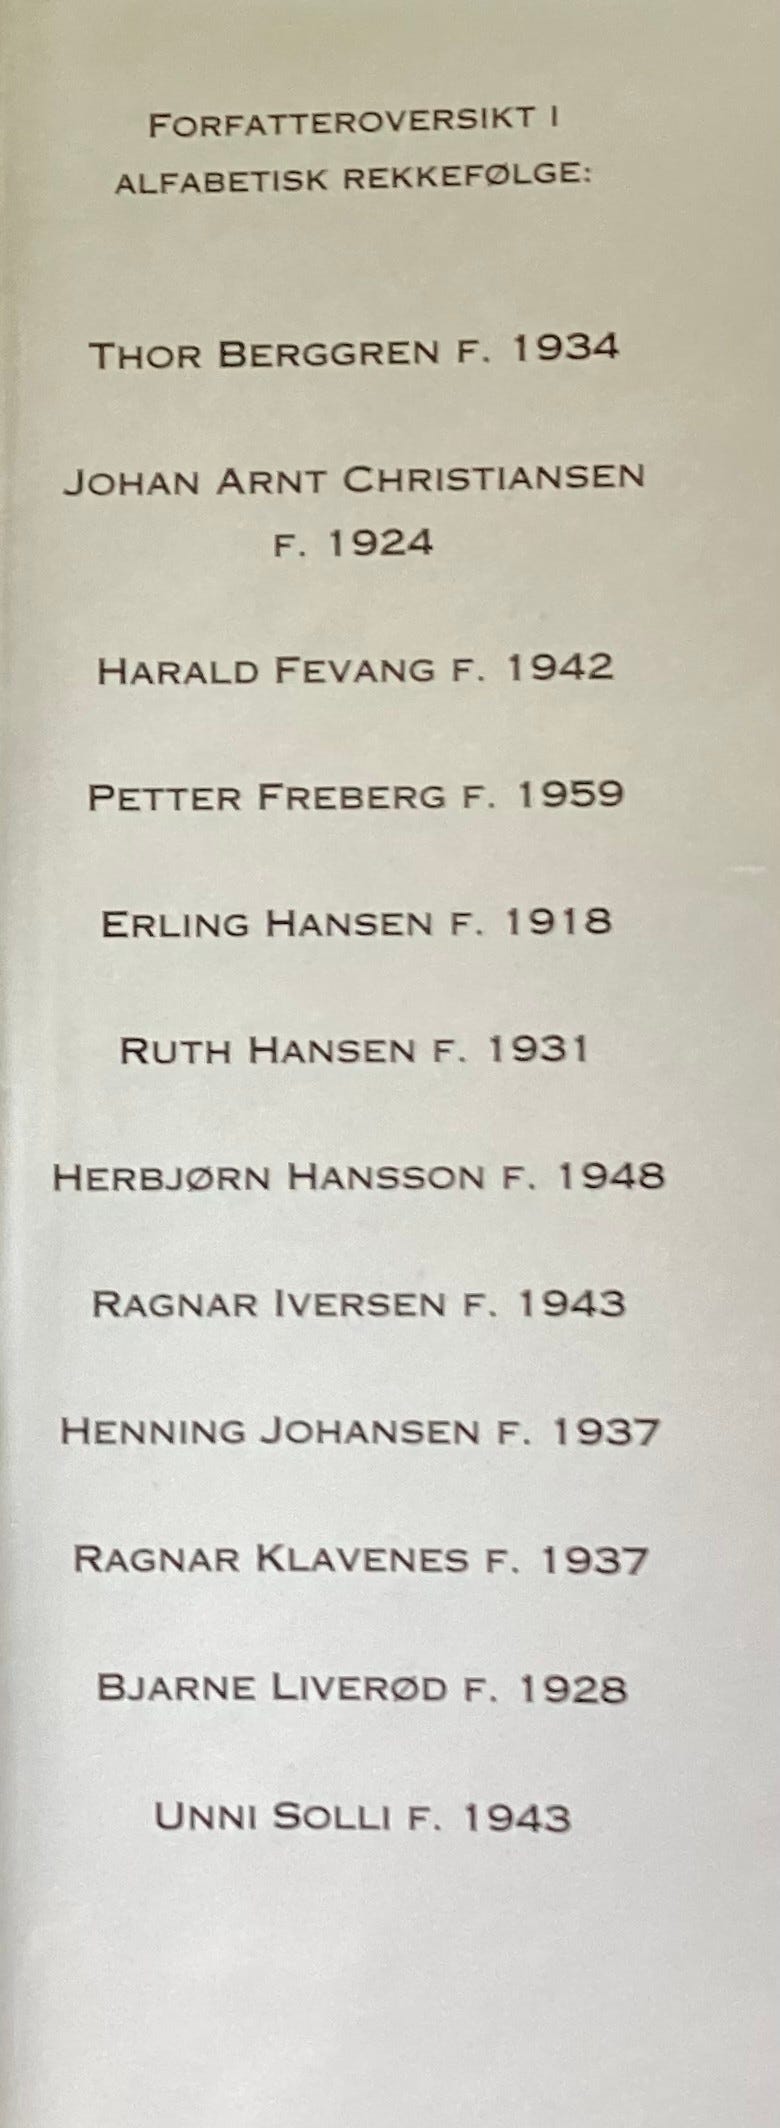 FORFATTEROVERSIKT I
ALFABETISK REKKEFØLGE:
THOR BERGGREN F. 1934
JOHAN ARNT CHRISTIANSEN
F. 1924
HARALD FEVANG F. 1942
PETTER FREBERG F. 1959
ERLING HANSEN F. 1918
RUTH HANSEN F. 1931
HERBJØRN HANSSON F. 1948
RAGNAR IVERSEN F. 1943
HENNING JOHANSEN F. 1937
RAGNAR KLAVENES F. 1937
BJARNE LIVERØD F. 1928
UNNI SOLLI F. 1943